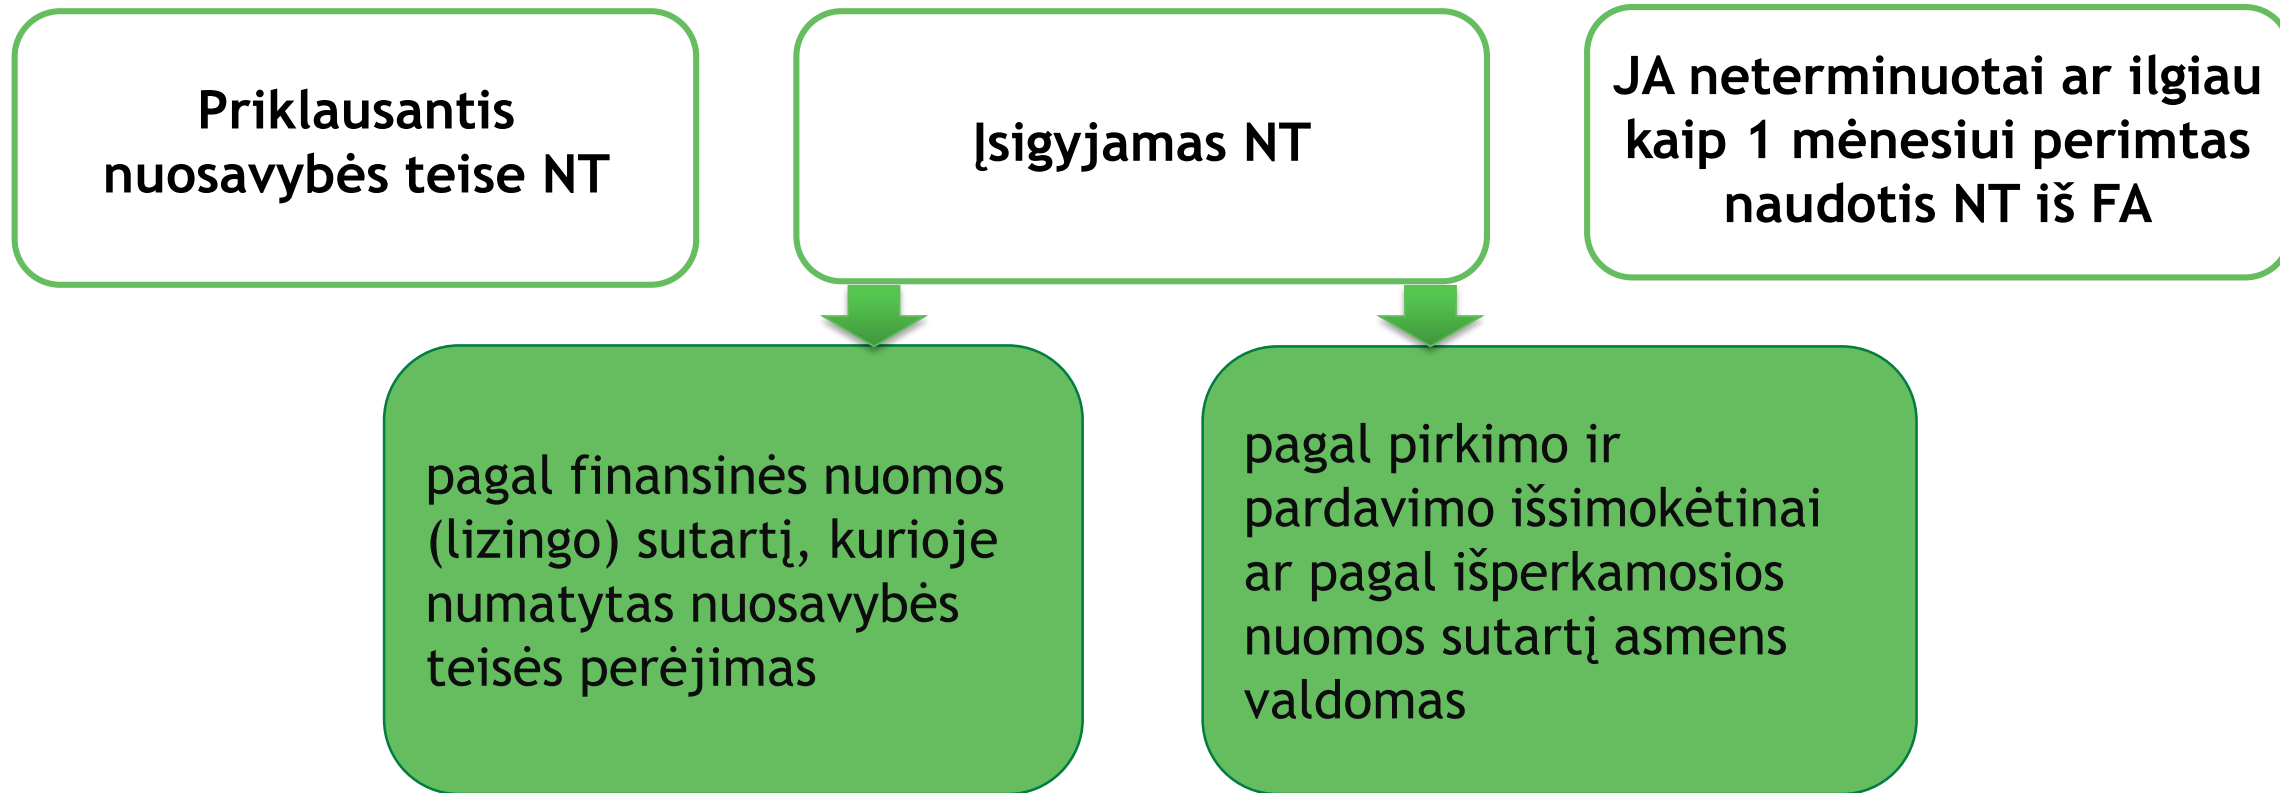 Priklausantis
nuosavybės teise NT
Įsigyjamas NT
JA neterminuotai ar ilgiau
kaip 1 mėnesiui perimtas
naudotis NT iš FA
pagal finansinės nuomos
(lizingo) sutartį, kurioje
numatytas nuosavybės
teisės perėjimas
pagal pirkimo ir
pardavimo išsimokėtinai
ar pagal išperkamosios
nuomos sutartį asmens
valdomas